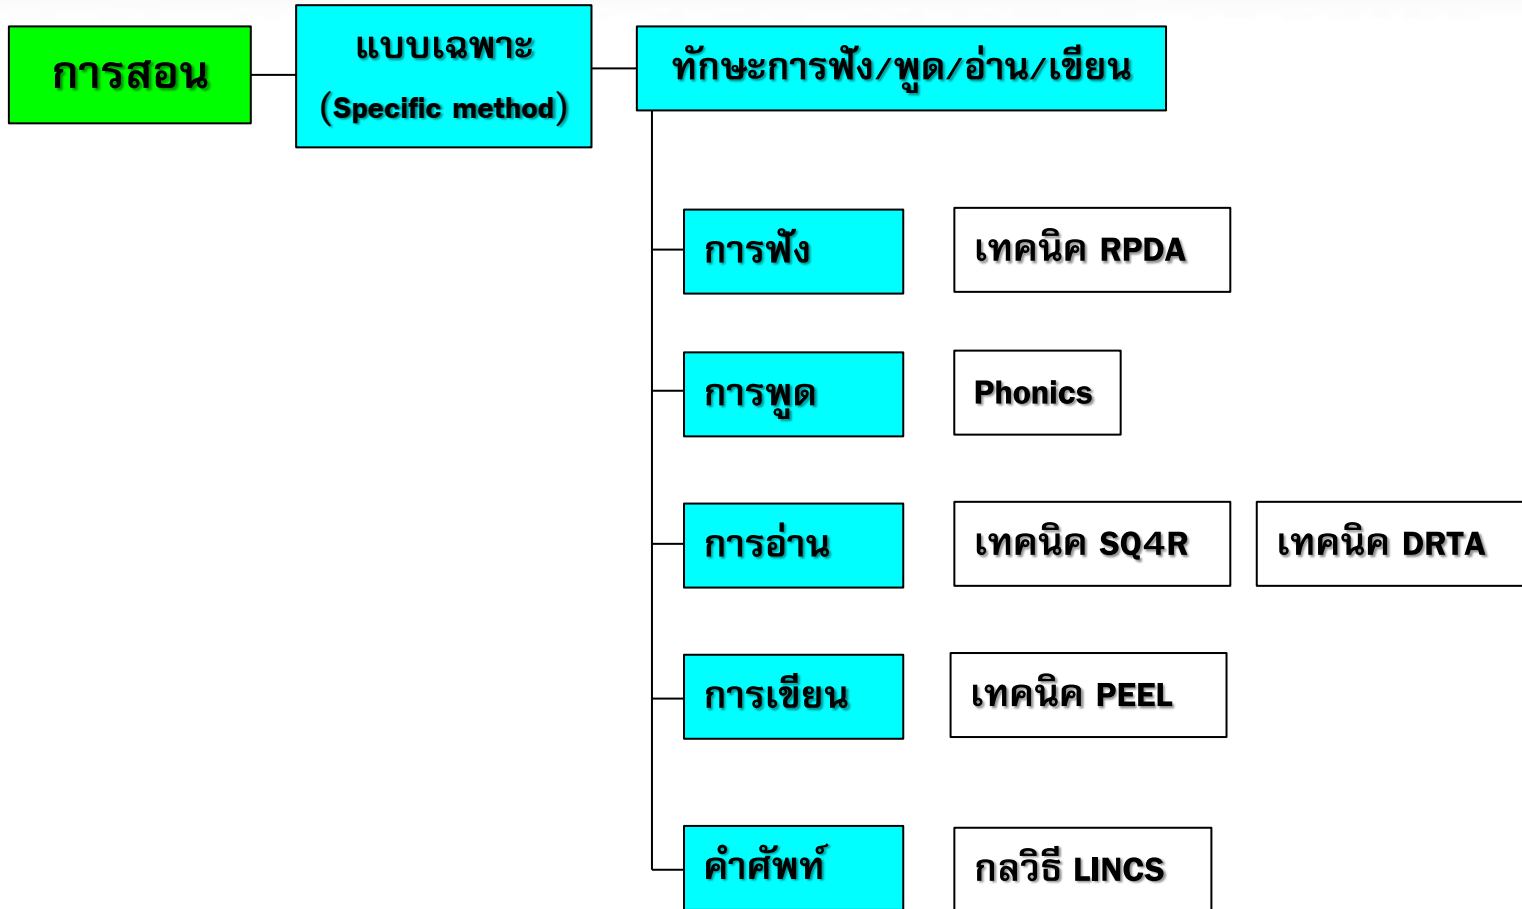 การสอน
แบบเฉพาะ
(Specific method)
ทักษะการฟัง/พูด/อ่าน/เขียน
การฟัง
เทคนิค RPDA
การพูด
Phonics
การอ่าน
เทคนิค SQ4R
เทคนิค DRTA
การเขียน
เทคนิค PEEL
คำศัพท์
กลวิธี LINCS